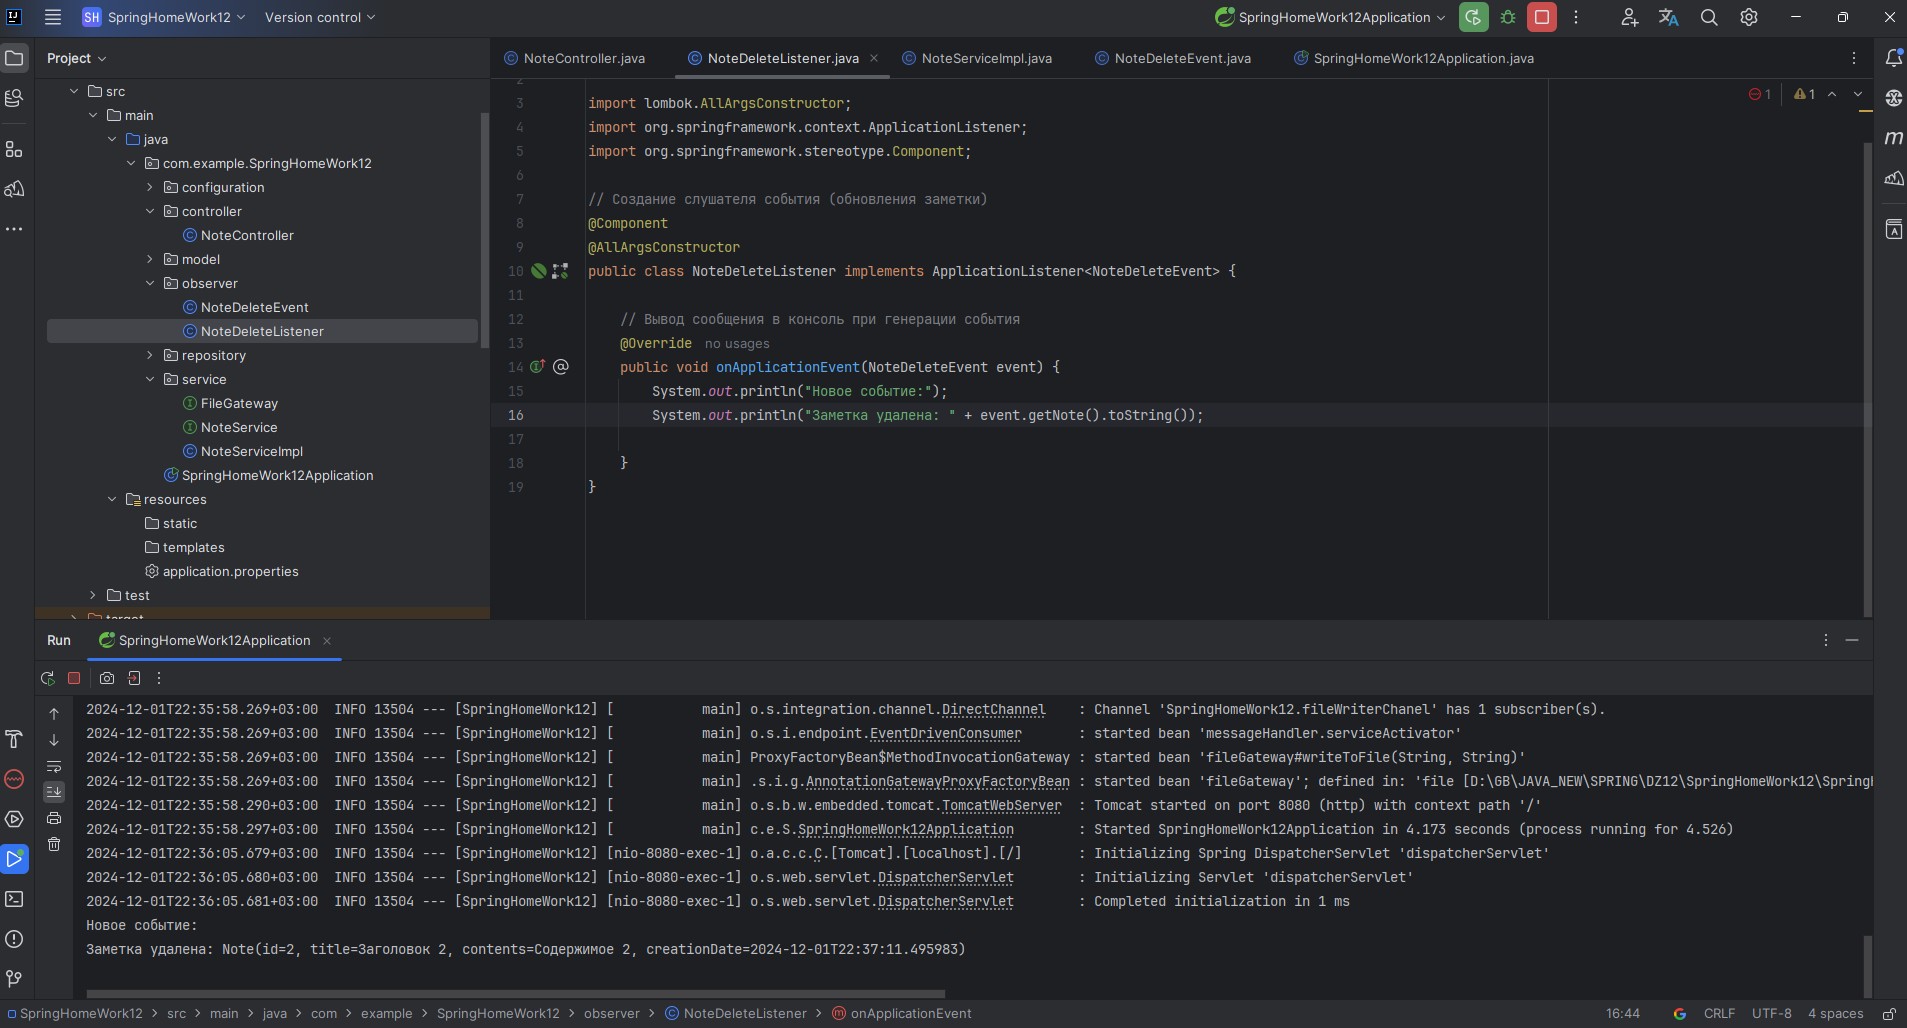 SH SpringHomeWork12 Version control SpringHomeWork12Application
Project
NoteController.java NoteDeleteListener.java NoteServiceImpl.java NoteDeleteEvent.java SpringHomeWork12Application.java
src
main
java
com.example.SpringHomeWork12
configuration
controller
NoteController
model
observer
NoteDeleteEvent
NoteDeleteListener
repository
service
FileGateway
NoteService
NoteServiceImpl
SpringHomeWork12Application
resources
static
templates
application.properties
test
target
1 1
2
3 import lombok.AllArgsConstructor;
4 import org.springframework.context.ApplicationListener;
5 import org.springframework.stereotype.Component;
6
7 // Создание слушателя события (обновления заметки)
8 @Component
9 @AllArgsConstructor
10 public class NoteDeleteListener implements ApplicationListener<NoteDeleteEvent> {
11
12 // Вывод сообщения в консоль при генерации события
13 @Override no usages
14 public void onApplicationEvent(NoteDeleteEvent event) {
15 System.out.println("Новое событие:");
16 System.out.println("Заметка удалена: " + event.getNote().toString());
17
18 }
19 }
Run SpringHomeWork12Application
2024-12-01T22:35:58.269+03:00 INFO 13504 --- [SpringHomeWork12] [ main] o.s.integration.channel.DirectChannel : Channel 'SpringHomeWork12.fileWriterChanel' has 1 subscriber(s).
2024-12-01T22:35:58.269+03:00 INFO 13504 --- [SpringHomeWork12] [ main] o.s.i.endpoint.EventDrivenConsumer : started bean 'messageHandler.serviceActivator'
2024-12-01T22:35:58.269+03:00 INFO 13504 --- [SpringHomeWork12] [ main] ProxyFactoryBean$MethodInvocationGateway : started bean 'fileGateway#writeToFile(String, String)'
2024-12-01T22:35:58.269+03:00 INFO 13504 --- [SpringHomeWork12] [ main] .s.i.g.AnnotationGatewayProxyFactoryBean : started bean 'fileGateway'; defined in: 'file [D:\GB\JAVA_NEW\SPRING\DZ12\SpringHomeWork12\Spring
2024-12-01T22:35:58.290+03:00 INFO 13504 --- [SpringHomeWork12] [ main] o.s.b.w.embedded.tomcat.TomcatWebServer : Tomcat started on port 8080 (http) with context path '/'
2024-12-01T22:35:58.297+03:00 INFO 13504 --- [SpringHomeWork12] [ main] c.e.S.SpringHomeWork12Application : Started SpringHomeWork12Application in 4.173 seconds (process running for 4.526)
2024-12-01T22:36:05.679+03:00 INFO 13504 --- [SpringHomeWork12] [nio-8080-exec-1] o.a.c.c.C.[Tomcat].[localhost].[/] : Initializing Spring DispatcherServlet 'dispatcherServlet'
2024-12-01T22:36:05.680+03:00 INFO 13504 --- [SpringHomeWork12] [nio-8080-exec-1] o.s.web.servlet.DispatcherServlet : Initializing Servlet 'dispatcherServlet'
2024-12-01T22:36:05.681+03:00 INFO 13504 --- [SpringHomeWork12] [nio-8080-exec-1] o.s.web.servlet.DispatcherServlet : Completed initialization in 1 ms
Новое событие:
Заметка удалена: Note(id=2, title=Заголовок 2, contents=Содержимое 2, creationDate=2024-12-01T22:37:11.495983)
SpringHomeWork12 > src > main > java > com > example > SpringHomeWork12 > observer > NoteDeleteListener > onApplicationEvent 16:44 CRLF UTF-8 4 spaces